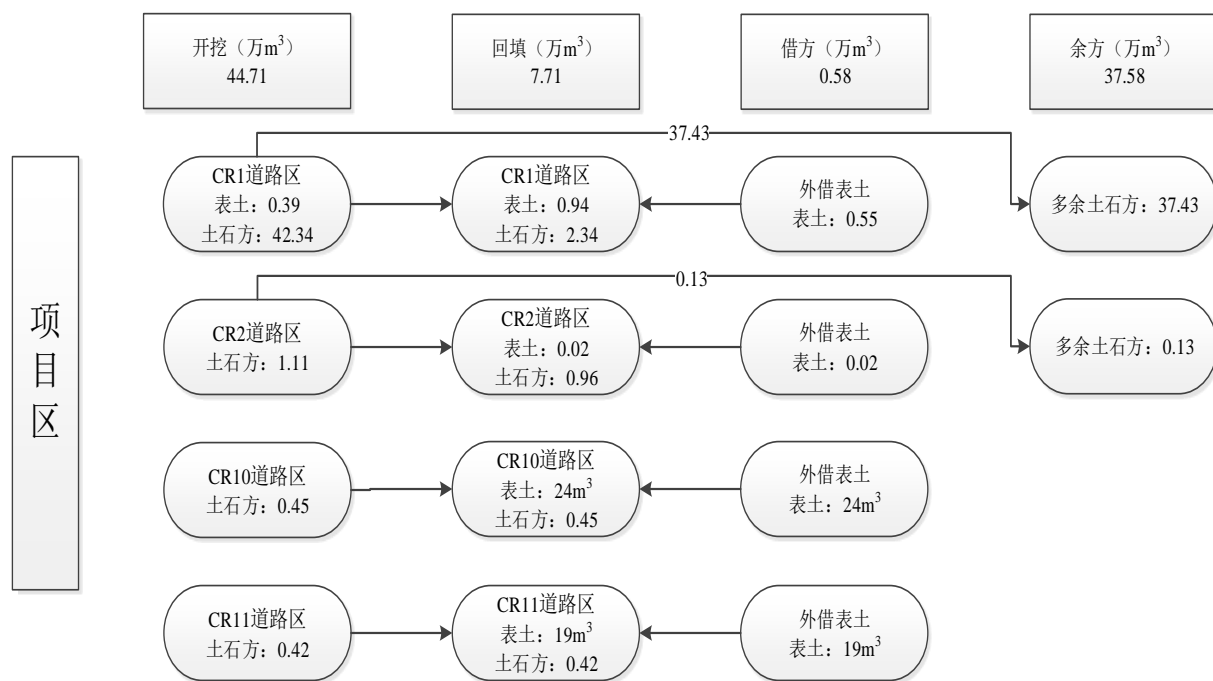 开挖（万m³）
44.71
回填（万m³）
7.71
借方（万m³）
0.58
余方（万m³）
37.58
项目区
37.43
CR1道路区
表土：0.39
土石方：42.34
CR1道路区
表土：0.94
土石方：2.34
外借表土
表土：0.55
多余土石方：37.43
0.13
CR2道路区
土石方：1.11
CR2道路区
表土：0.02
土石方：0.96
外借表土
表土：0.02
多余土石方：0.13
CR10道路区
土石方：0.45
CR10道路区
表土：24m³
土石方：0.45
外借表土
表土：24m³
CR11道路区
土石方：0.42
CR11道路区
表土：19m³
土石方：0.42
外借表土
表土：19m³